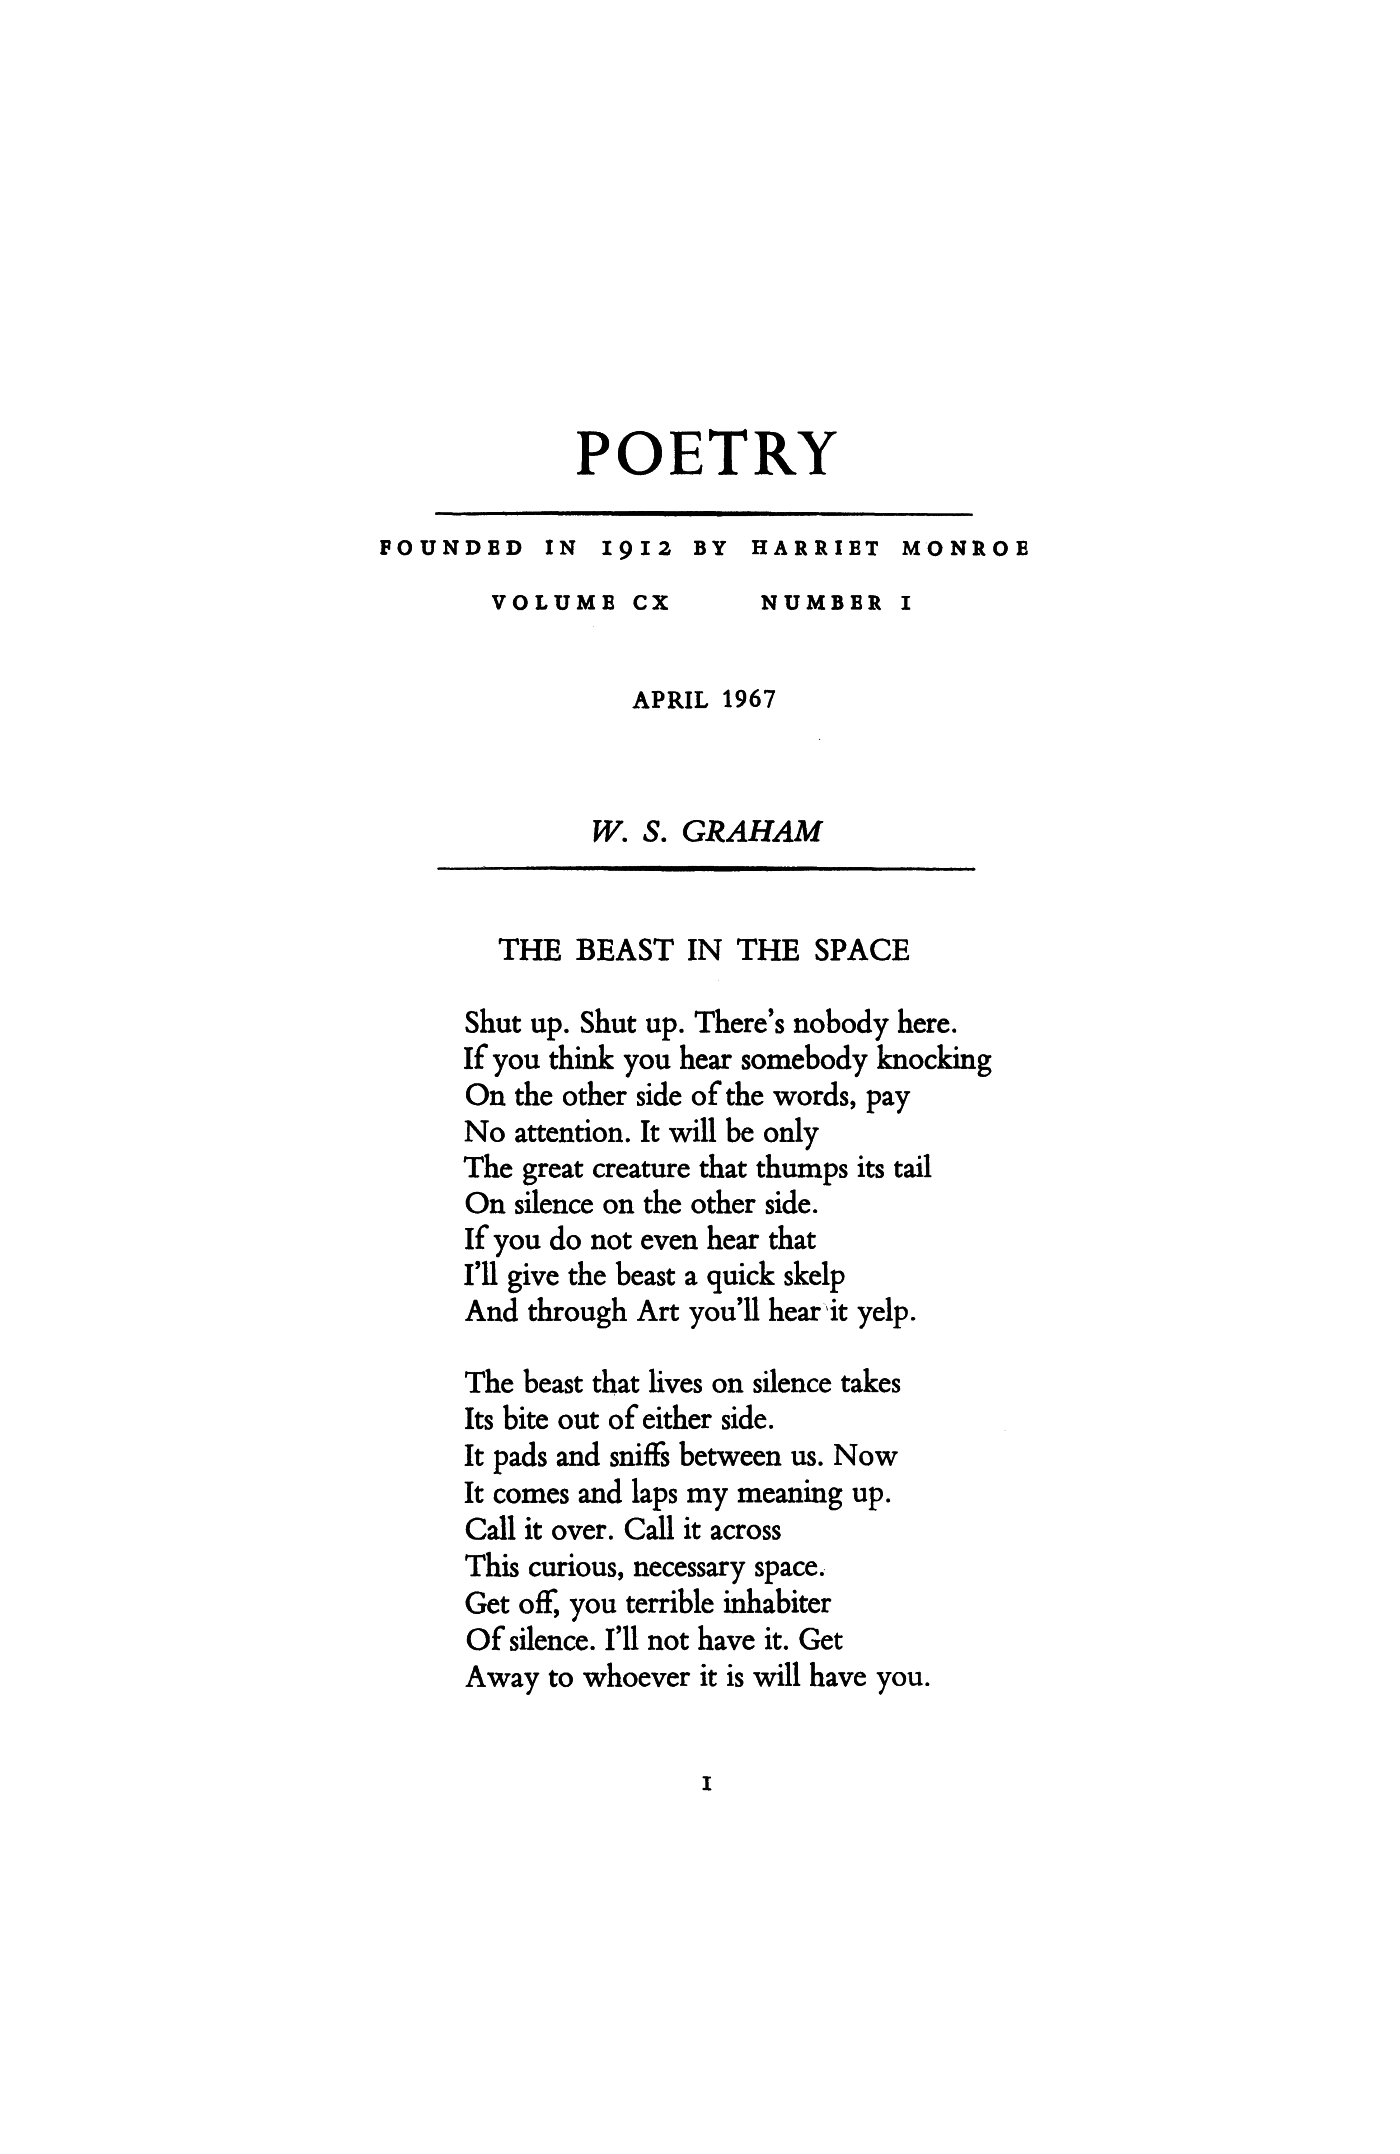 POETRY
FOUNDED IN 1912 BY HARRIET MONROE
VOLUME CX NUMBER I
APRIL 1967
W. S. GRAHAM
THE BEAST IN THE SPACE
Shut up. Shut up. There's nobody here.
If you think you hear somebody knocking
On the other side of the words, pay
No attention. It will be only
The great creature that thumps its tail
On silence on the other side.
If you do not even hear that
I'll give the beast a quick skelp
And through Art you'll hear it yelp.
The beast that lives on silence takes
Its bite out of either side.
It pads and sniffs between us. Now
It comes and laps my meaning up.
Call it over. Call it across
This curious, necessary space.
Get off, you terrible inhabiter
Of silence. I'll not have it. Get
Away to whoever it is will have you.
I